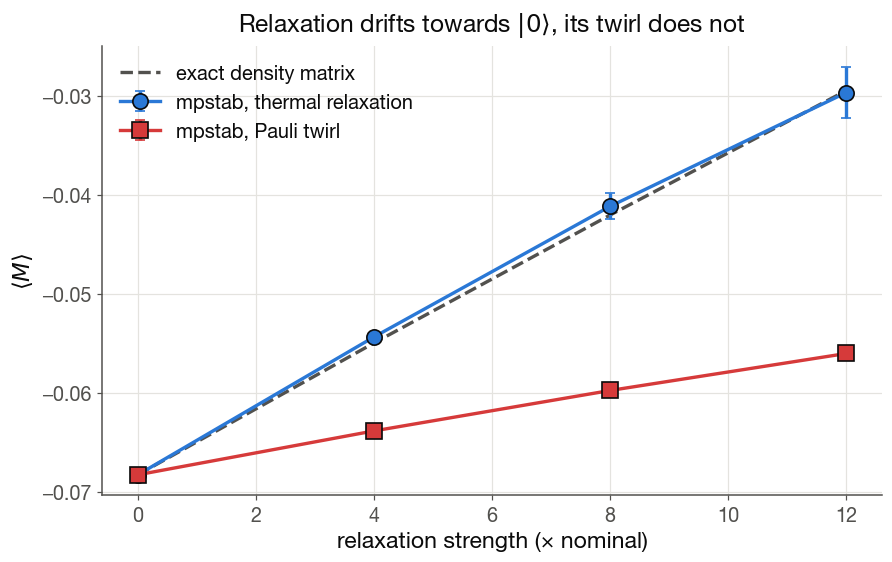 Relaxation drifts towards |0⟩, its twirl does not
exact density matrix
mpstab, thermal relaxation
mpstab, Pauli twirl
⟨M⟩
−0.03
−0.04
−0.05
−0.06
−0.07
0 2 4 6 8 10 12
relaxation strength (× nominal)